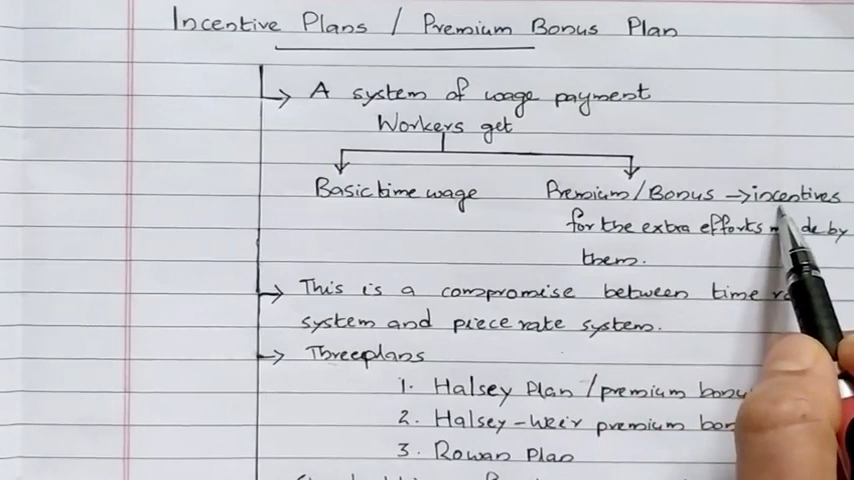 Incentive Plans / Premium Bonus Plan
A system of wage payment
Workers get
Basic time wage Premium/Bonus → incentives
for the extra efforts made by
them.
This is a compromise between time
system and piece rate system.
Three plans
1. Halsey Plan / premium
2. Halsey - Weir premium
3. Rowan Plan